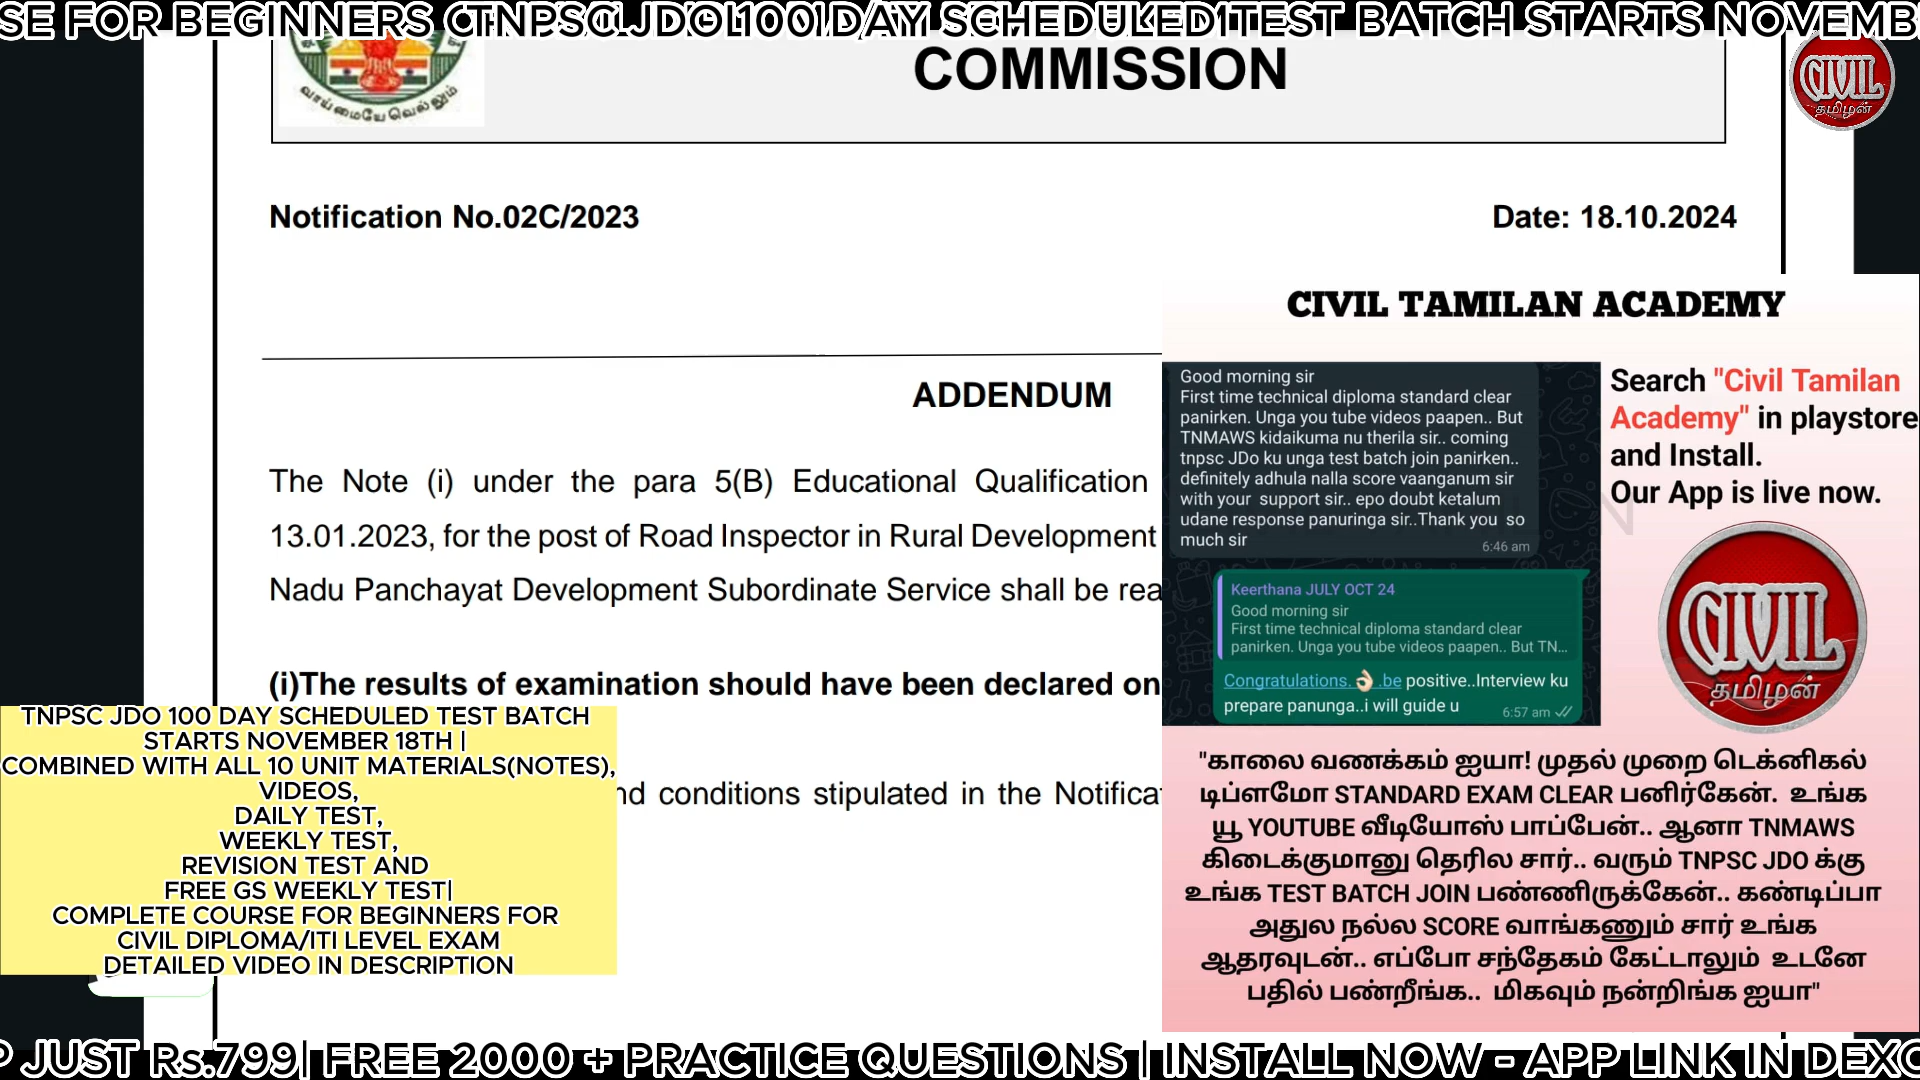 SE FOR BEGINNERS
TNPSC JDO 100 DAY SCHEDULED TEST BATCH STARTS NOVEMB
COMMISSION
வாய்மையே வெல்லும்
CIVIL
தமிழன்
Notification No.02C/2023
Date: 18.10.2024
ADDENDUM
The Note (i) under the para 5(B) Educational Qualification
13.01.2023, for the post of Road Inspector in Rural Development
Nadu Panchayat Development Subordinate Service shall be rea
(i)The results of examination should have been declared on
nd conditions stipulated in the Notificat
TNPSC JDO 100 DAY SCHEDULED TEST BATCH
STARTS NOVEMBER 18TH |
COMBINED WITH ALL 10 UNIT MATERIALS(NOTES),
VIDEOS,
DAILY TEST,
WEEKLY TEST,
REVISION TEST AND
FREE GS WEEKLY TEST|
COMPLETE COURSE FOR BEGINNERS FOR
CIVIL DIPLOMA/ITI LEVEL EXAM
DETAILED VIDEO IN DESCRIPTION
CIVIL TAMILAN ACADEMY
Good morning sir
First time technical diploma standard clear
panirken. Unga you tube videos paapen.. But
TNMAWS kidaikuma nu therila sir.. coming
tnpsc JDo ku unga test batch join panirken..
definitely adhula nalla score vaanganum sir
with your support sir.. epo doubt ketalum
udane response panuringa sir..Thank you so
much sir
6:46 am
Keerthana JULY OCT 24
Good morning sir
First time technical diploma standard clear
panirken. Unga you tube videos paapen.. But TN...
Congratulations.👌🏻.be positive..Interview ku
prepare panunga..i will guide u
6:57 am
Search "Civil Tamilan
Academy" in playstore
and Install.
Our App is live now.
CIVIL
தமிழன்
"காலை வணக்கம் ஐயா! முதல் முறை டெக்னிகல்
டிப்ளமோ STANDARD EXAM CLEAR பனிர்கேன். உங்க
யூ YOUTUBE வீடியோஸ் பாப்பேன்.. ஆனா TNMAWS
கிடைக்குமானு தெரில சார்.. வரும் TNPSC JDO க்கு
உங்க TEST BATCH JOIN பண்ணிருக்கேன்.. கண்டிப்பா
அதுல நல்ல SCORE வாங்கணும் சார் உங்க
ஆதரவுடன்.. எப்போ சந்தேகம் கேட்டாலும் உடனே
பதில் பண்றீங்க.. மிகவும் நன்றிங்க ஐயா"
P JUST Rs.799| FREE 2000 + PRACTICE QUESTIONS | INSTALL NOW - APP LINK IN DEXC